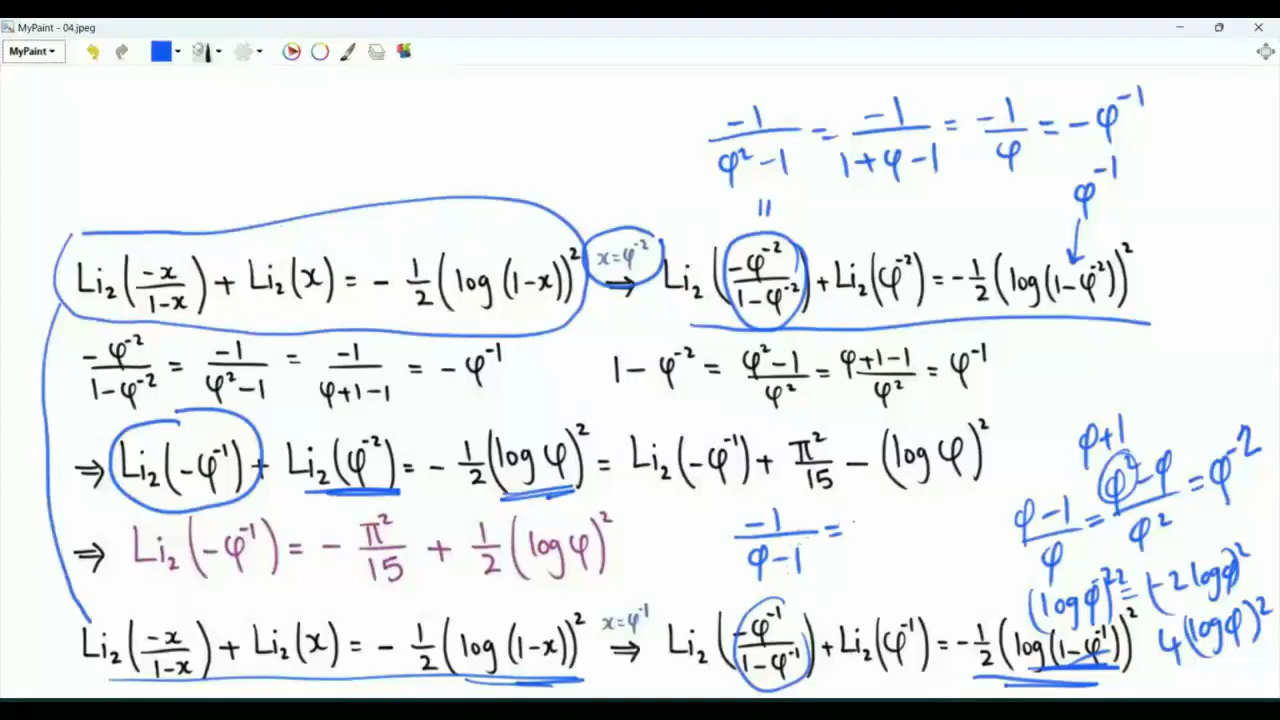 MyPaint - 04.jpeg
MyPaint
-1/(φ²-1) = -1/(1+φ-1) = -1/φ = -φ⁻¹
॥ φ⁻¹
Li₂(-x/(1-x)) + Li₂(x) = - 1/2 (log (1-x))² x=φ⁻² → Li₂(-φ⁻²/(1-φ⁻²)) + Li₂(φ⁻²) = -1/2 (log(1-φ⁻²))²
-φ⁻²/(1-φ⁻²) = -1/(φ²-1) = -1/(φ+1-1) = -φ⁻¹ 1-φ⁻² = (φ²-1)/φ² = (φ+1-1)/φ² = φ⁻¹
⇒ Li₂(-φ⁻¹) + Li₂(φ⁻²) = - 1/2 (log φ)² = Li₂(-φ⁻¹) + π²/15 - (log φ)²
φ+1
(φ-1)/φ = (φ²-φ)/φ² = φ⁻²
⇒ Li₂(-φ⁻¹) = - π²/15 + 1/2 (log φ)²
-1/(φ-1) =
(log φ⁻²)² = (-2 log φ)²
4(log φ)²
Li₂(-x/(1-x)) + Li₂(x) = - 1/2 (log (1-x))² x=φ⁻¹ ⇒ Li₂(-φ⁻¹/(1-φ⁻¹)) + Li₂(φ⁻¹) = -1/2 (log(1-φ⁻¹))²